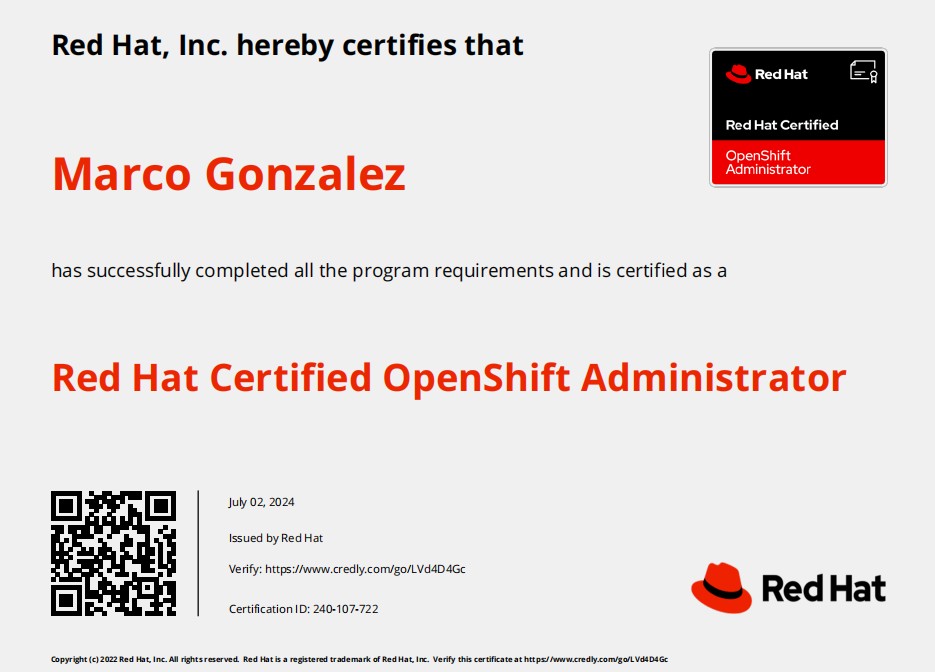 Red Hat, Inc. hereby certifies that
Red Hat
Red Hat Certified
OpenShift
Administrator
Marco Gonzalez
has successfully completed all the program requirements and is certified as a
Red Hat Certified OpenShift Administrator
July 02, 2024
Issued by Red Hat
Verify: https://www.credly.com/go/LVd4D4Gc
Certification ID: 240-107-722
Red Hat
Copyright (c) 2022 Red Hat, Inc. All rights reserved. Red Hat is a registered trademark of Red Hat, Inc. Verify this certificate at https://www.credly.com/go/LVd4D4Gc